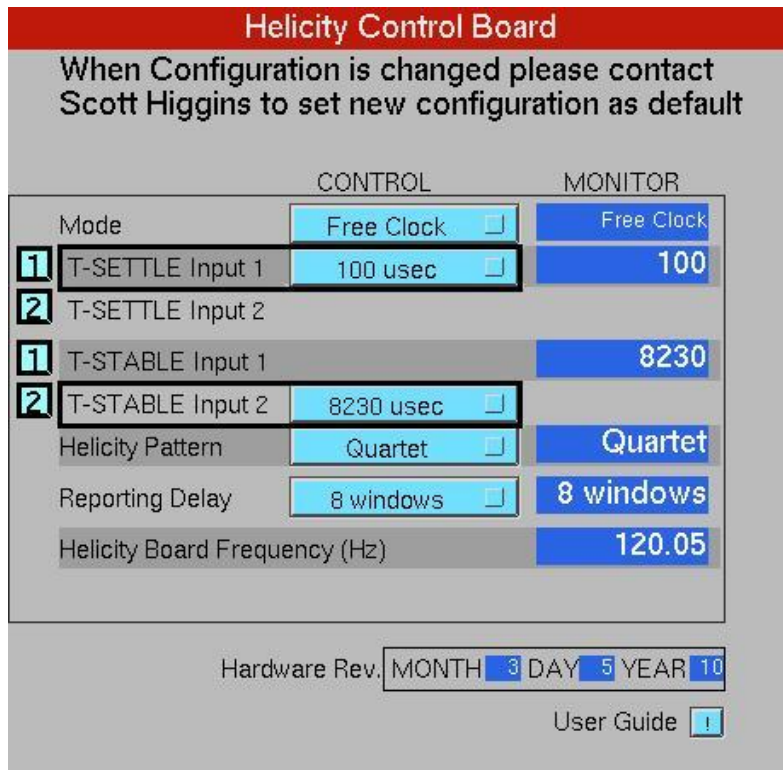 Helicity Control Board
When Configuration is changed please contact
Scott Higgins to set new configuration as default
CONTROL MONITOR
Mode Free Clock Free Clock
1 T-SETTLE Input 1 100 usec 100
2 T-SETTLE Input 2
1 T-STABLE Input 1 8230
2 T-STABLE Input 2 8230 usec
Helicity Pattern Quartet Quartet
Reporting Delay 8 windows 8 windows
Helicity Board Frequency (Hz) 120.05
Hardware Rev. MONTH 3 DAY 5 YEAR 10
User Guide !